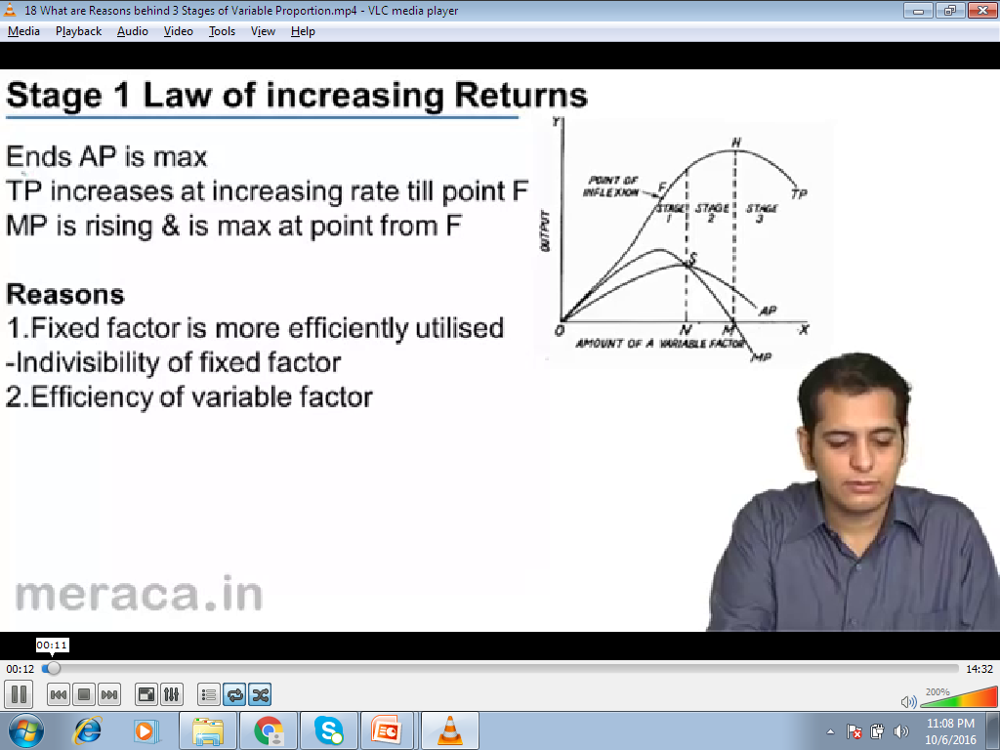 18 What are Reasons behind 3 Stages of Variable Proportion.mp4 - VLC media player
Media Playback Audio Video Tools View Help
Stage 1 Law of increasing Returns
Ends AP is max
TP increases at increasing rate till point F
MP is rising & is max at point from F
Reasons
1.Fixed factor is more efficiently utilised
-Indivisibility of fixed factor
2.Efficiency of variable factor
Y
H
POINT OF
INFLEXION
F
TP
STAGE
1
STAGE
2
STAGE
3
OUTPUT
S
AP
O
N
M
X
AMOUNT OF A VARIABLE FACTOR
MP
meraca.in
00:11
00:12
14:32
200%
11:08 PM
10/6/2016